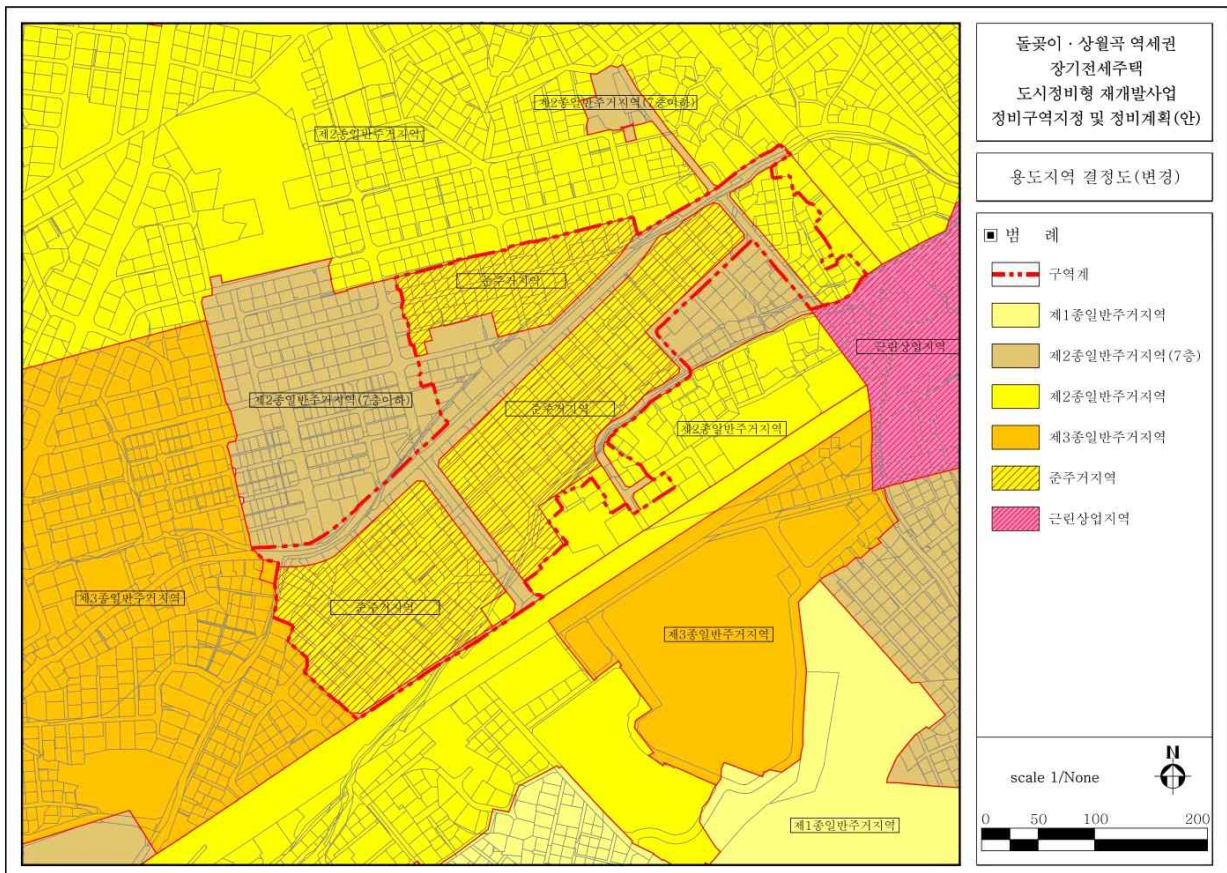 돌곶이 · 상월곡 역세권
장기전세주택
도시정비형 재개발사업
정비구역지정 및 정비계획(안)
용도지역 결정도(변경)
범 례
구역계
제1종일반주거지역
제2종일반주거지역(7층)
제2종일반주거지역
제3종일반주거지역
준주거지역
근린상업지역
scale 1/None
N
0 50 100 200
제2종일반주거지역(7층이하)
제2종일반주거지역
준주거지역
근린상업지역
제2종일반주거지역(7층이하)
준주거지역
제2종일반주거지역
제3종일반주거지역
준주거지역
제3종일반주거지역
제1종일반주거지역